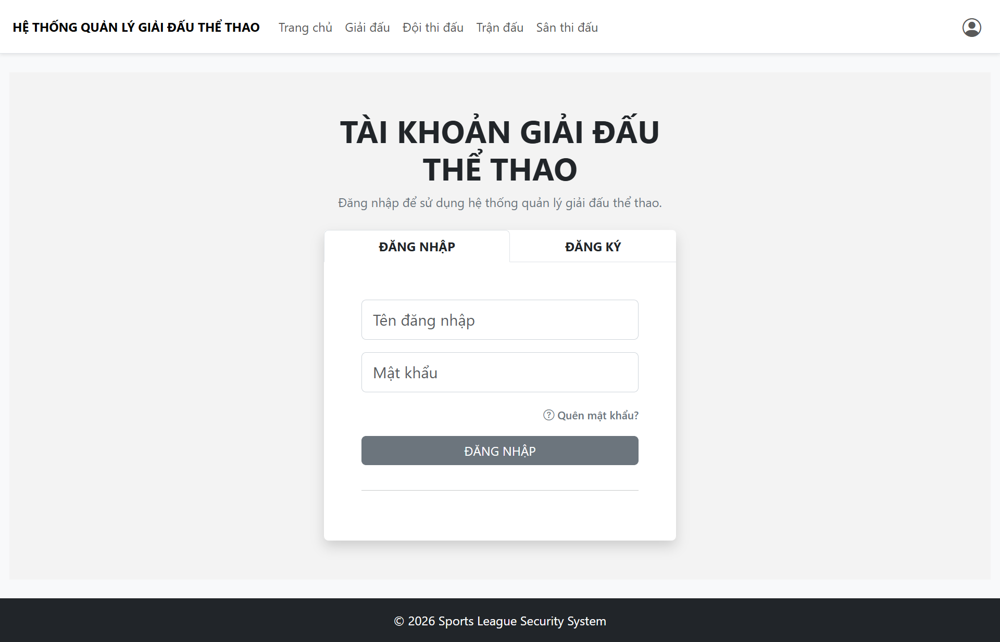 HỆ THỐNG QUẢN LÝ GIẢI ĐẤU THỂ THAO
Trang chủ
Giải đấu
Đội thi đấu
Trận đấu
Sân thi đấu
TÀI KHOẢN GIẢI ĐẤU
THỂ THAO
Đăng nhập để sử dụng hệ thống quản lý giải đấu thể thao.
ĐĂNG NHẬP
ĐĂNG KÝ
Tên đăng nhập
Mật khẩu
Quên mật khẩu?
ĐĂNG NHẬP
© 2026 Sports League Security System